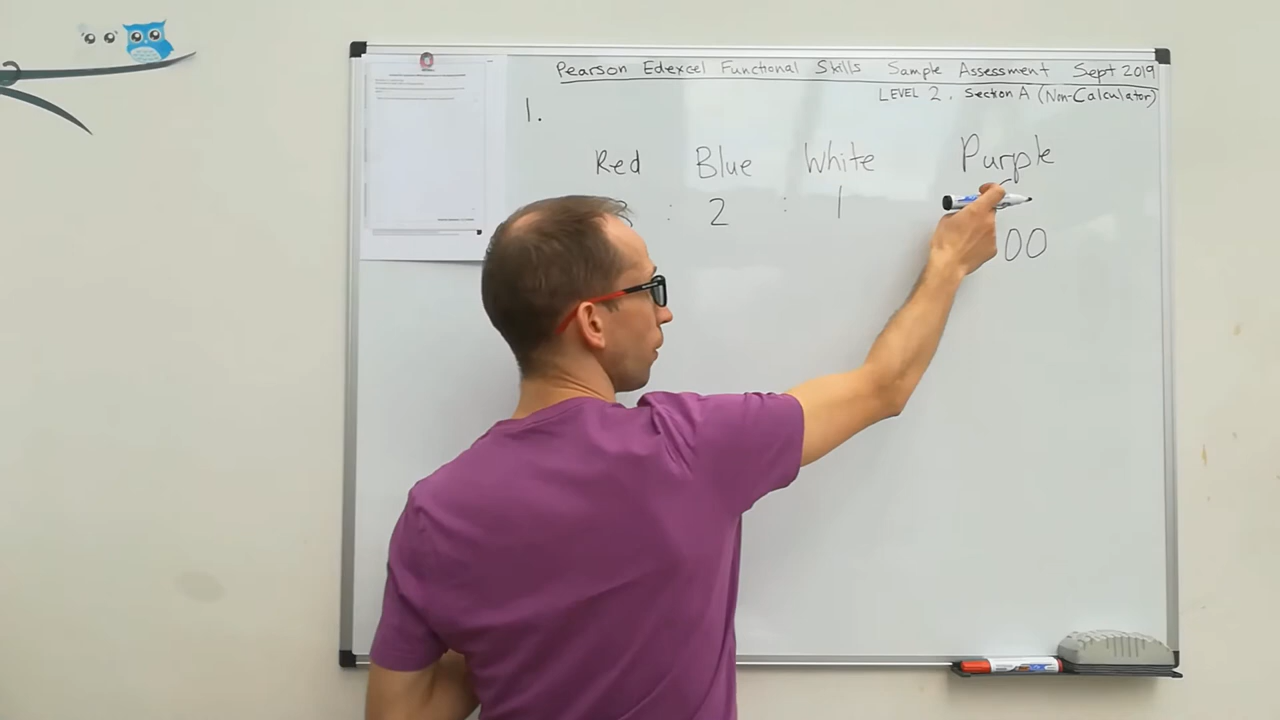 Pearson Edexcel Functional Skills Sample Assessment Sept 2019
LEVEL 2, Section A (Non-Calculator)
1.
Red Blue White Purple
: 2 : 1
00